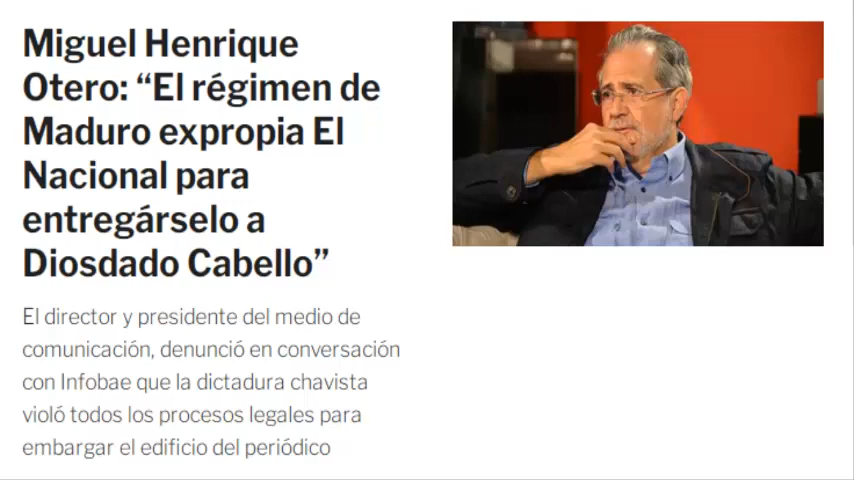 Miguel Henrique
Otero: “El régimen de
Maduro expropia El
Nacional para
entregárselo a
Diosdado Cabello”
El director y presidente del medio de
comunicación, denunció en conversación
con Infobae que la dictadura chavista
violó todos los procesos legales para
embargar el edificio del periódico